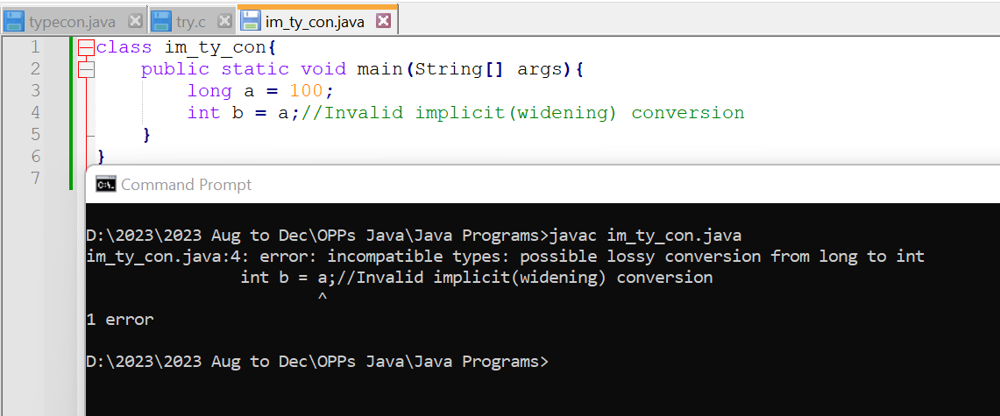 typecon.java try.c im_ty_con.java
1 class im_ty_con{
2 public static void main(String[] args){
3 long a = 100;
4 int b = a;//Invalid implicit(widening) conversion
5 }
6 }
7
C:\. Command Prompt
D:\2023\2023 Aug to Dec\OPPs Java\Java Programs>javac im_ty_con.java
im_ty_con.java:4: error: incompatible types: possible lossy conversion from long to int
int b = a;//Invalid implicit(widening) conversion
^
1 error
D:\2023\2023 Aug to Dec\OPPs Java\Java Programs>